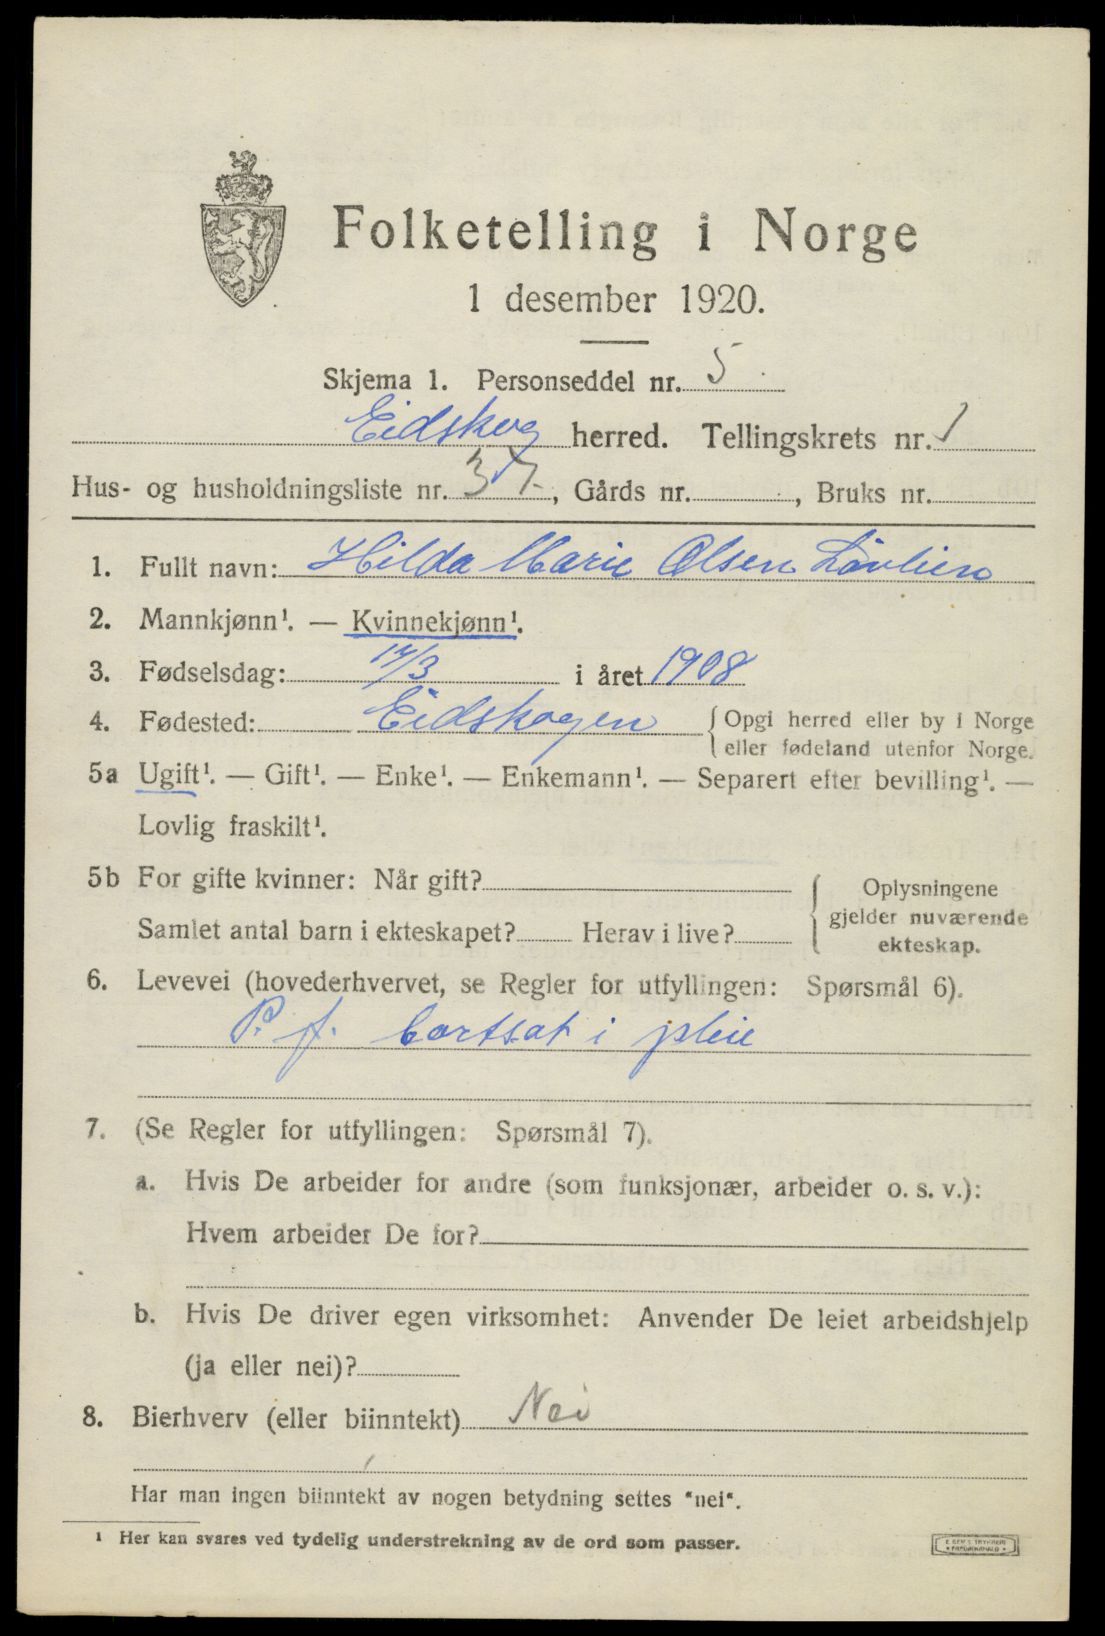 Folketelling i Norge
1 desember 1920.
Skjema 1. Personseddel nr. 5.
Eidskog herred. Tellingskrets nr. 1
Hus- og husholdningsliste nr. 37., Gårds nr. , Bruks nr.
1. Fullt navn: Hilda Marie Olsen Lövlien
2. Mannkjønn¹. — Kvinnekjønn¹.
3. Fødselsdag: 14/3 i året 1908
4. Fødested: Eidskogen {Opgi herred eller by i Norge
eller fødeland utenfor Norge.
5a Ugift¹. — Gift¹. — Enke¹. — Enkemann¹. — Separert efter bevilling¹. —
Lovlig fraskilt¹.
5b For gifte kvinner: Når gift? { Oplysningene
gjelder nuværende
Samlet antal barn i ekteskapet? Herav i live?
ekteskap.
6. Levevei (hovederhvervet, se Regler for utfyllingen: Spørsmål 6).
P. f. bortsat i pleie
7. (Se Regler for utfyllingen: Spørsmål 7).
a. Hvis De arbeider for andre (som funksjonær, arbeider o. s. v.):
Hvem arbeider De for?
b. Hvis De driver egen virksomhet: Anvender De leiet arbeidshjelp
(ja eller nei)?
8. Bierhverv (eller biinntekt) Nei
Har man ingen biinntekt av nogen betydning settes "nei".
¹ Her kan svares ved tydelig understrekning av de ord som passer.